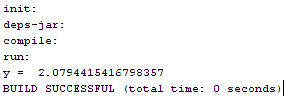 init:
deps-jar:
compile:
run:
y =  2.0794415416798357
BUILD SUCCESSFUL (total time: 0 seconds)